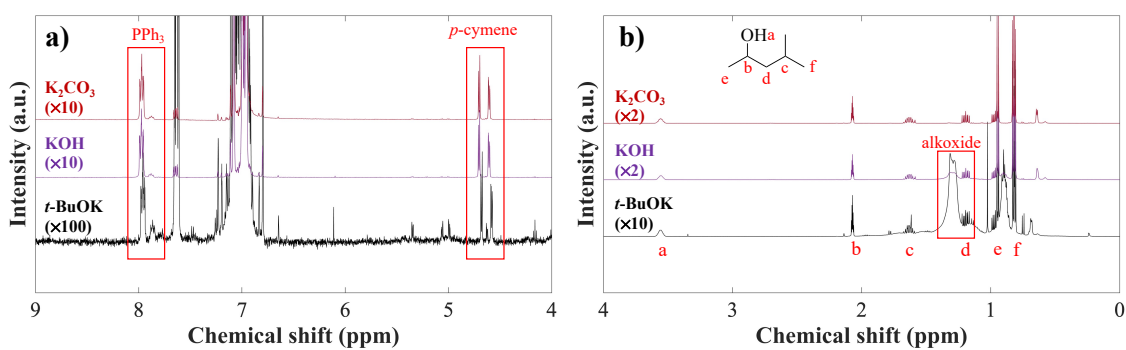 a)
PPh₃
p-cymene
K₂CO₃
(×10)
KOH
(×10)
t-BuOK
(×100)
Intensity (a.u.)
9 8 7 6 5 4
Chemical shift (ppm)
b)
OHa
e b d c f
K₂CO₃
(×2)
KOH
(×2)
alkoxide
t-BuOK
(×10)
a b c d e f
Intensity (a.u.)
4 3 2 1 0
Chemical shift (ppm)